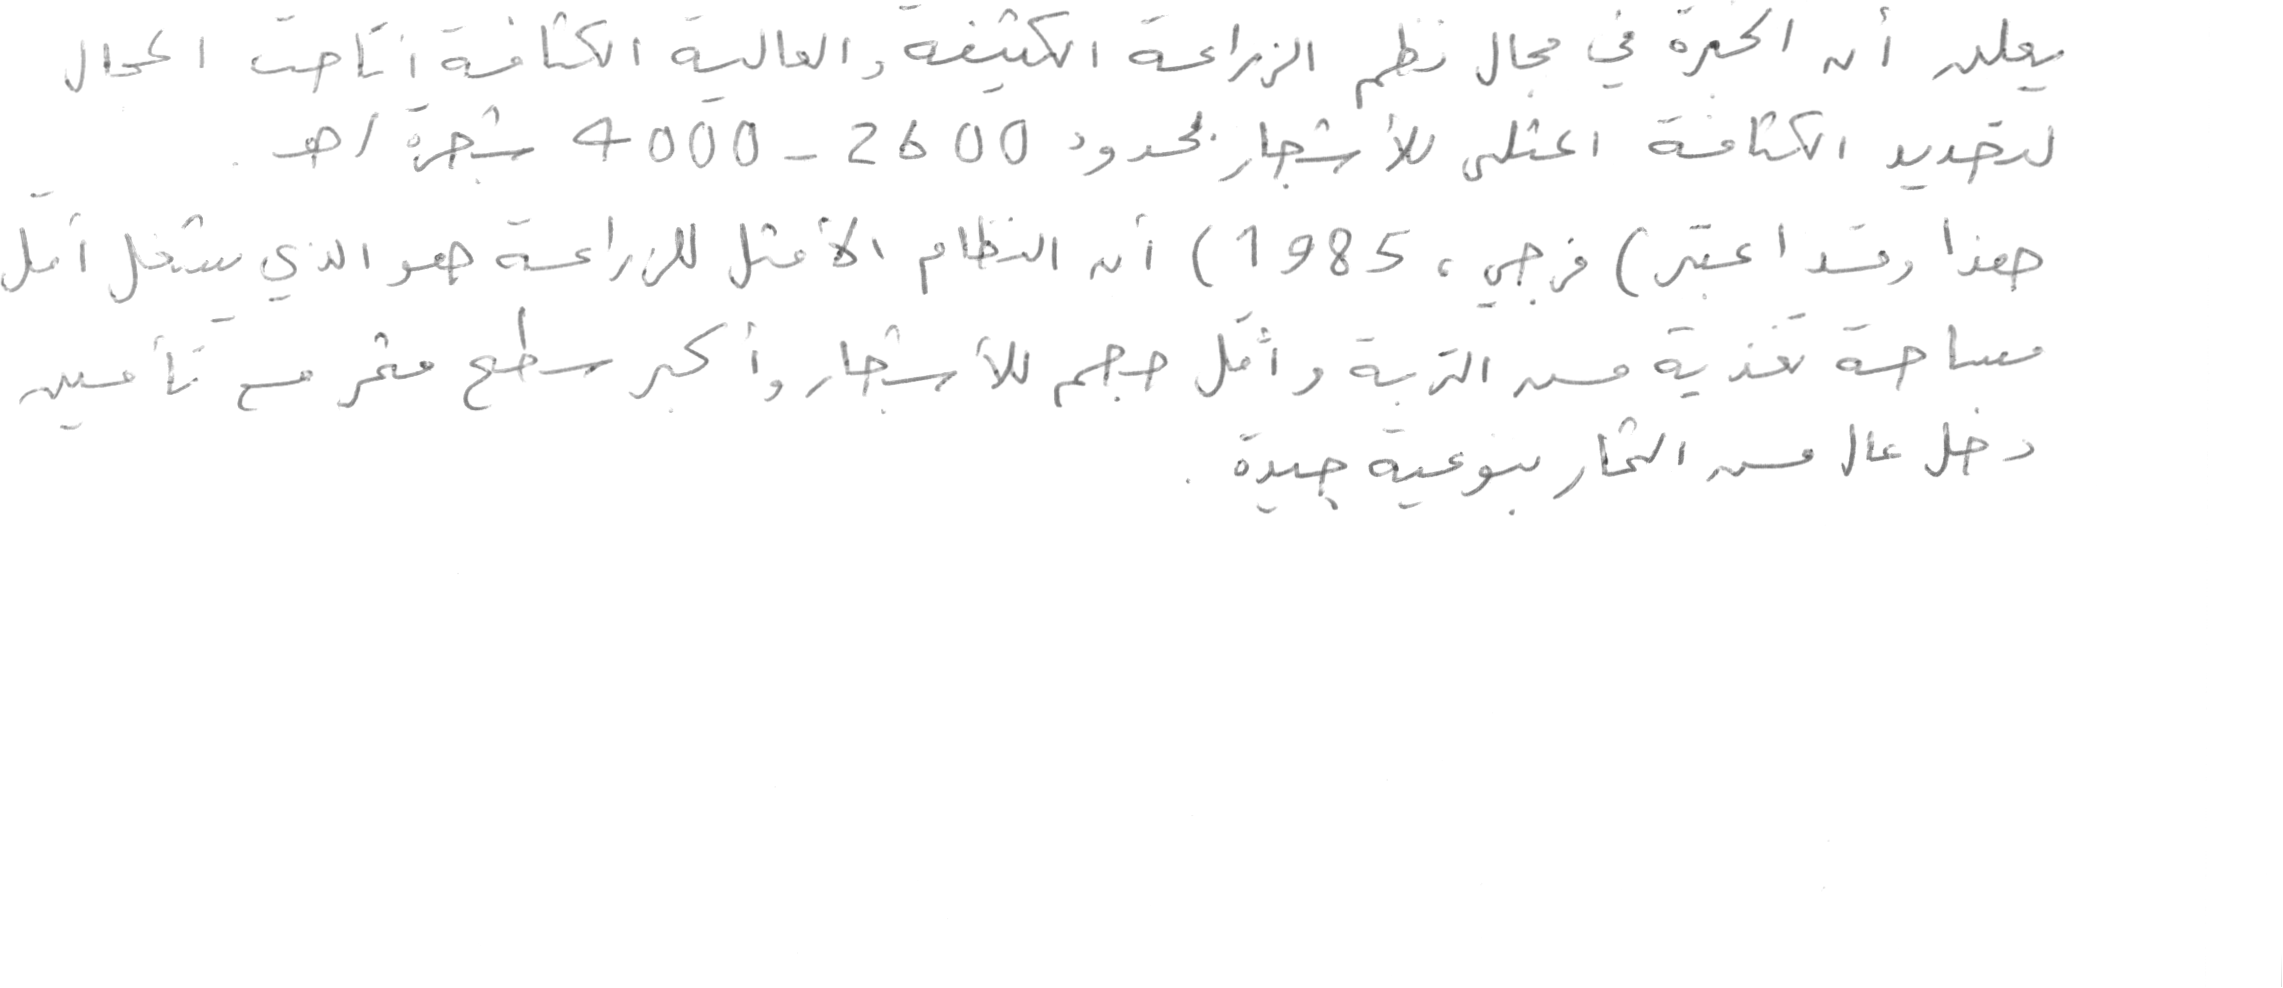 يعلن أن الخبرة في مجال نظم الزراعة الكثيفة والعالية الكثافة اتاحت المجال
لتحديد الكثافة المثلى للأشجار بحدود 2600 - 4000 شجرة / هـ .
هذا وقد اعتبر ( فرجي ، 1985 ) أن النظام الأمثل للزراعة هو الذي يشغل أقل
مساحة تغذية من التربة وأقل حجم للأشجار وأكبر سطح مثمر مع تأمين
دخل عال من الثمار بنوعية جيدة .